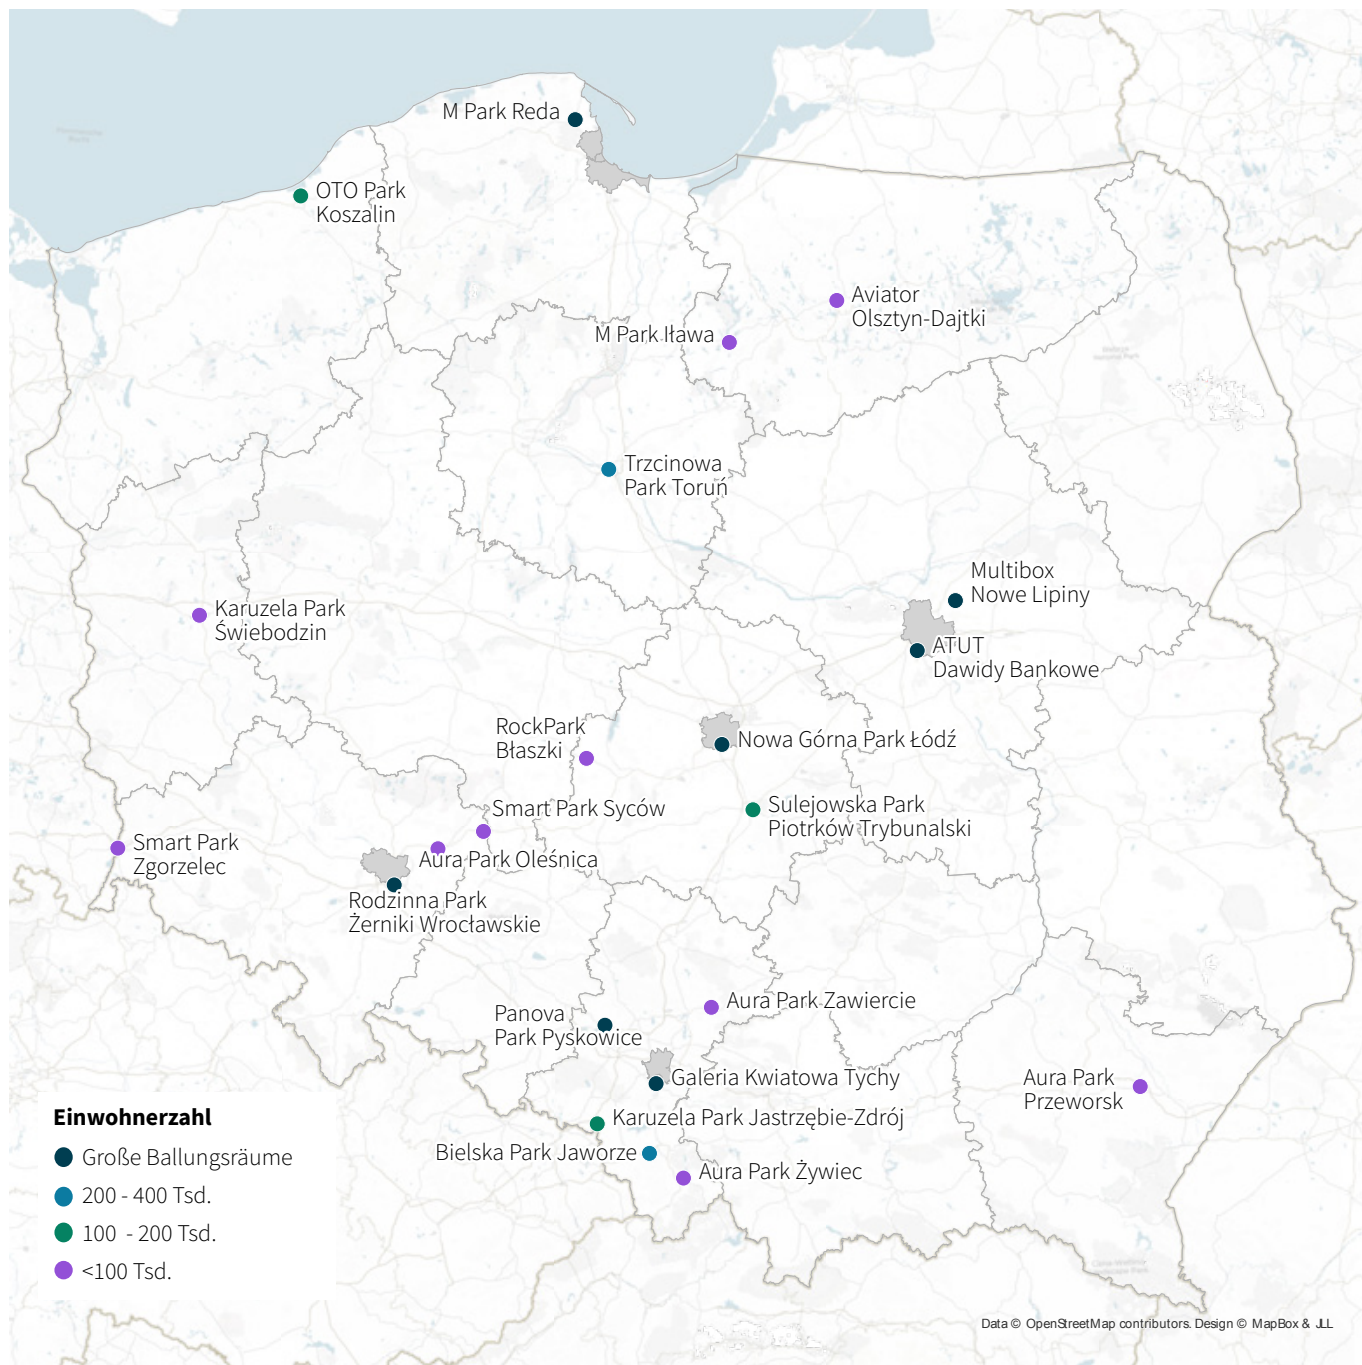 M Park Reda
OTO Park
Koszalin
Aviator
Olsztyn-Dajtki
M Park Iława
Trzcinowa
Park Toruń
Multibox
Nowe Lipiny
Karuzela Park
Świebodzin
ATUT
Dawidy Bankowe
RockPark
Błaszki
Nowa Górna Park Łódź
Smart Park Syców
Sulejowska Park
Piotrków Trybunalski
Smart Park
Zgorzelec
Aura Park Oleśnica
Rodzinna Park
Żerniki Wrocławskie
Aura Park Zawiercie
Panova
Park Pyskowice
Galeria Kwiatowa Tychy
Aura Park
Przeworsk
Karuzela Park Jastrzębie-Zdrój
Bielska Park Jaworze
Aura Park Żywiec
Einwohnerzahl
Große Ballungsräume
200 - 400 Tsd.
100 - 200 Tsd.
<100 Tsd.
Data © OpenStreetMap contributors. Design © MapBox & JLL